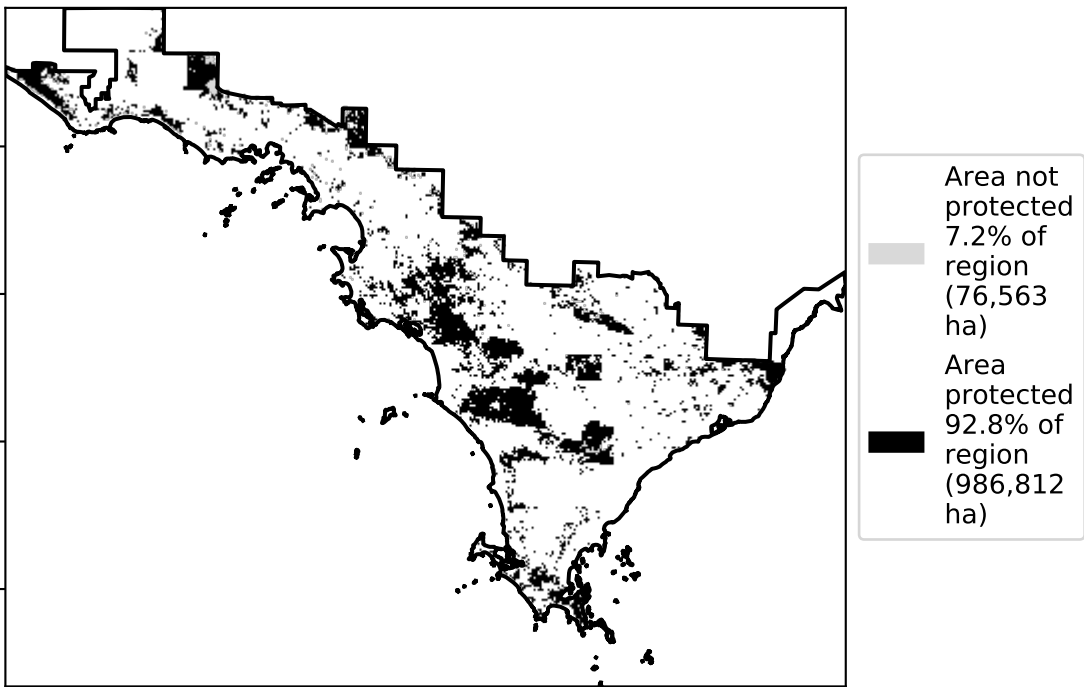 Area not
protected
7.2% of
region
(76,563
ha)
Area
protected
92.8% of
region
(986,812
ha)